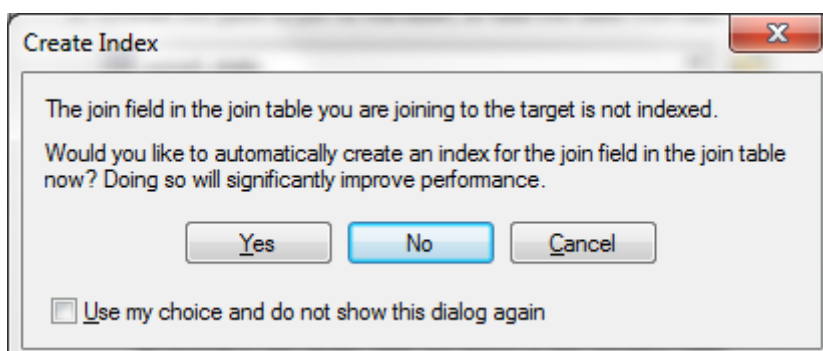 Create Index
The join field in the join table you are joining to the target is not indexed.
Would you like to automatically create an index for the join field in the join table
now? Doing so will significantly improve performance.
Yes No Cancel
Use my choice and do not show this dialog again